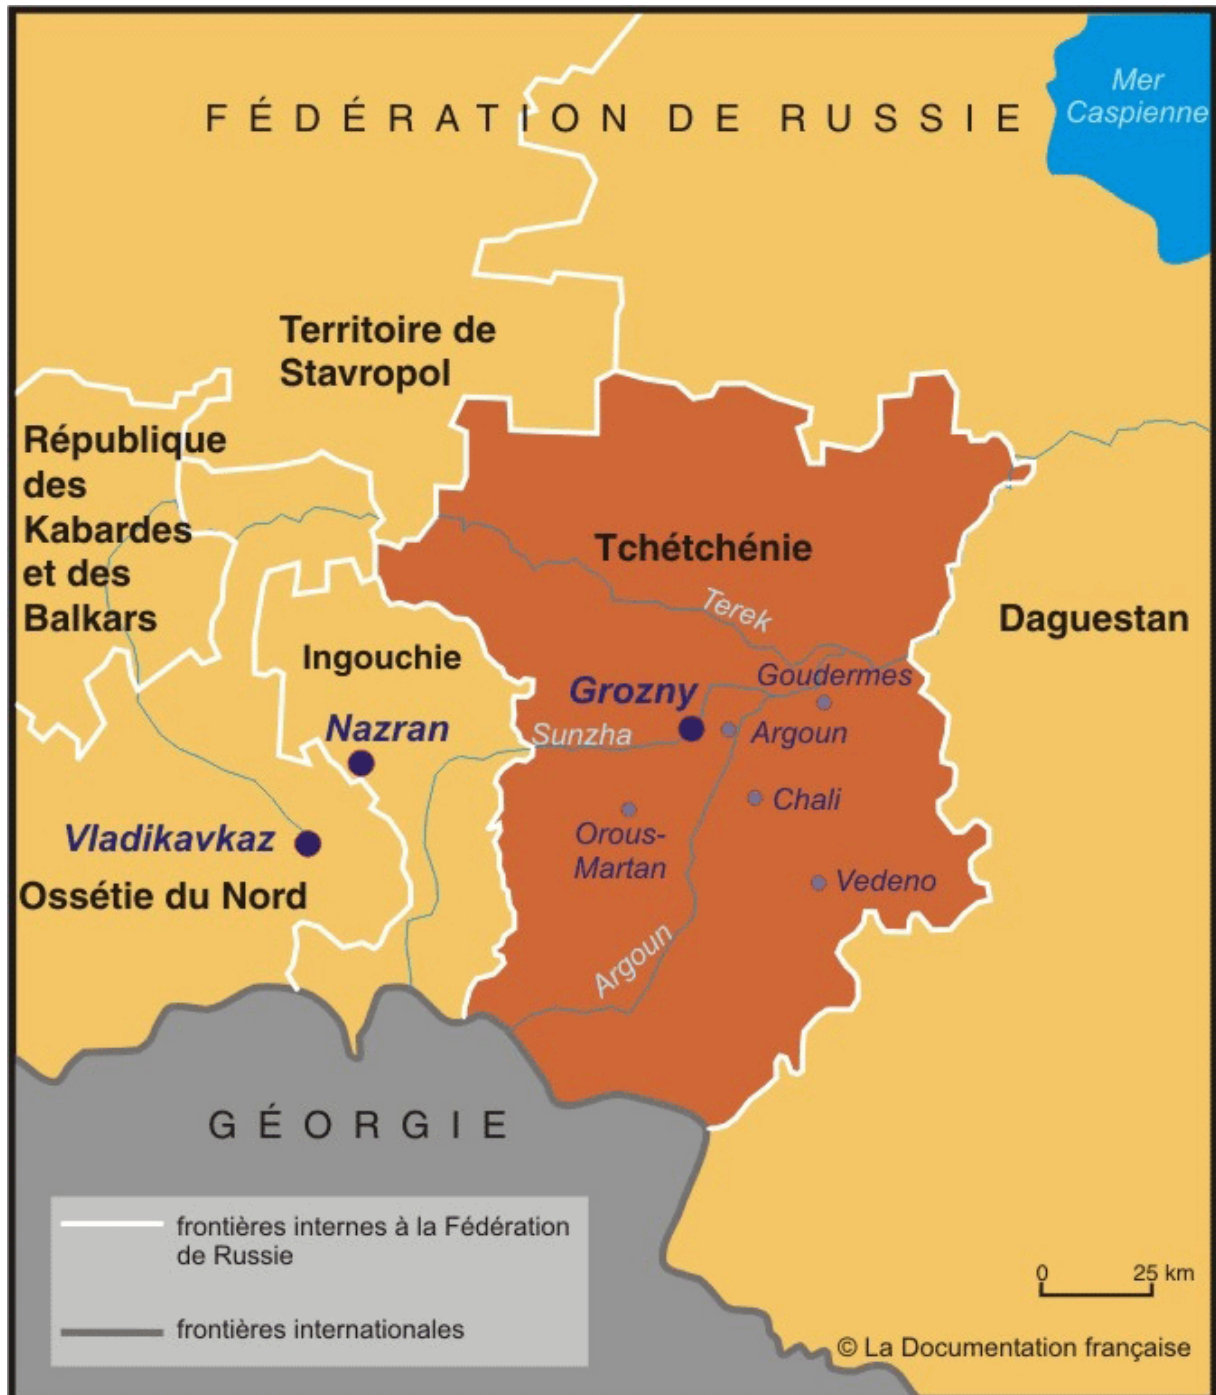 Mer
Caspienne
FÉDÉRATION DE RUSSIE
Territoire de
Stavropol
République
des
Kabardes
et des
Balkars
Tchétchénie
Terek
Daguestan
Ingouchie
Goudermes
Grozny
Nazran
Sunzha
Argoun
Chali
Vladikavkaz
Orous-
Martan
Vedeno
Ossétie du Nord
Argoun
GÉORGIE
frontières internes à la Fédération
de Russie
frontières internationales
0 25 km
© La Documentation française